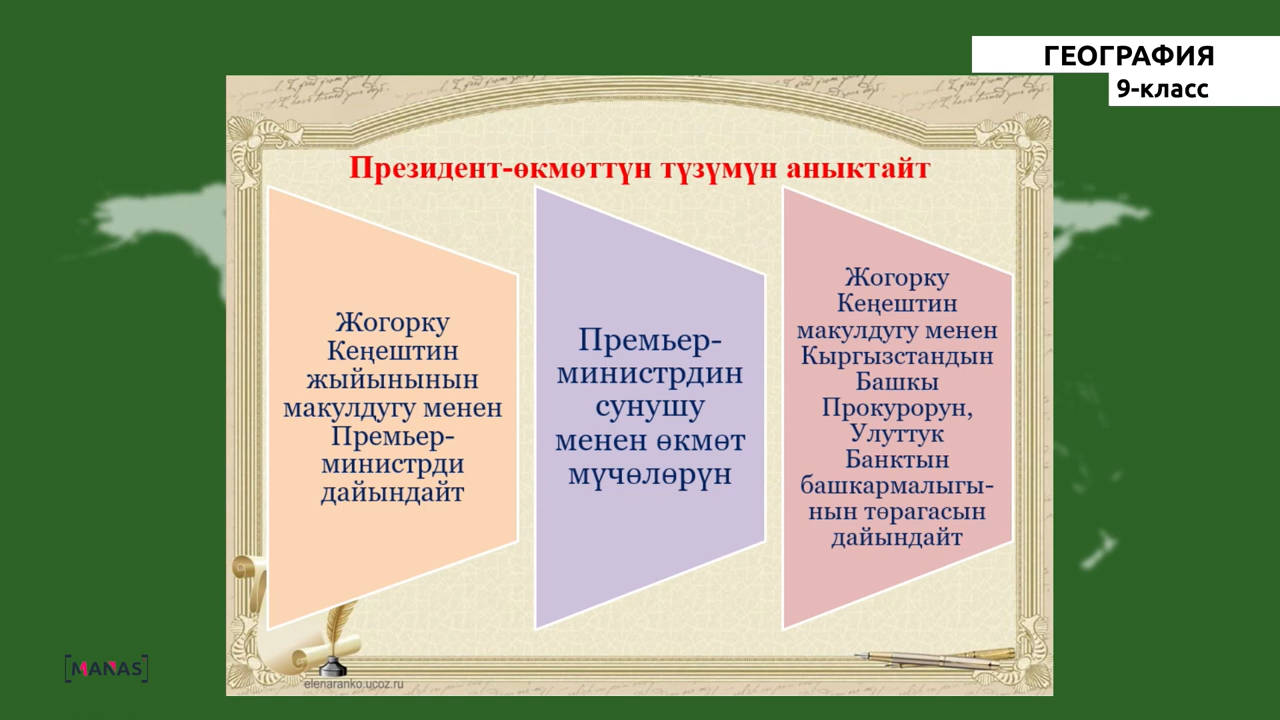 ГЕОГРАФИЯ
9-класс
Президент-өкмөттүн түзүмүн аныктайт
Жогорку
Кеңештин
жыйынынын
макулдугу менен
Премьер-
министрди
дайындайт
Премьер-
министрдин
сунушу
менен өкмөт
мүчөлөрүн
Жогорку
Кеңештин
макулдугу менен
Кыргызстандын
Башкы
Прокурорун,
Улуттук
Банктын
башкармалыгы-
нын төрагасын
дайындайт
[MANAS]
elenaranko.ucoz.ru